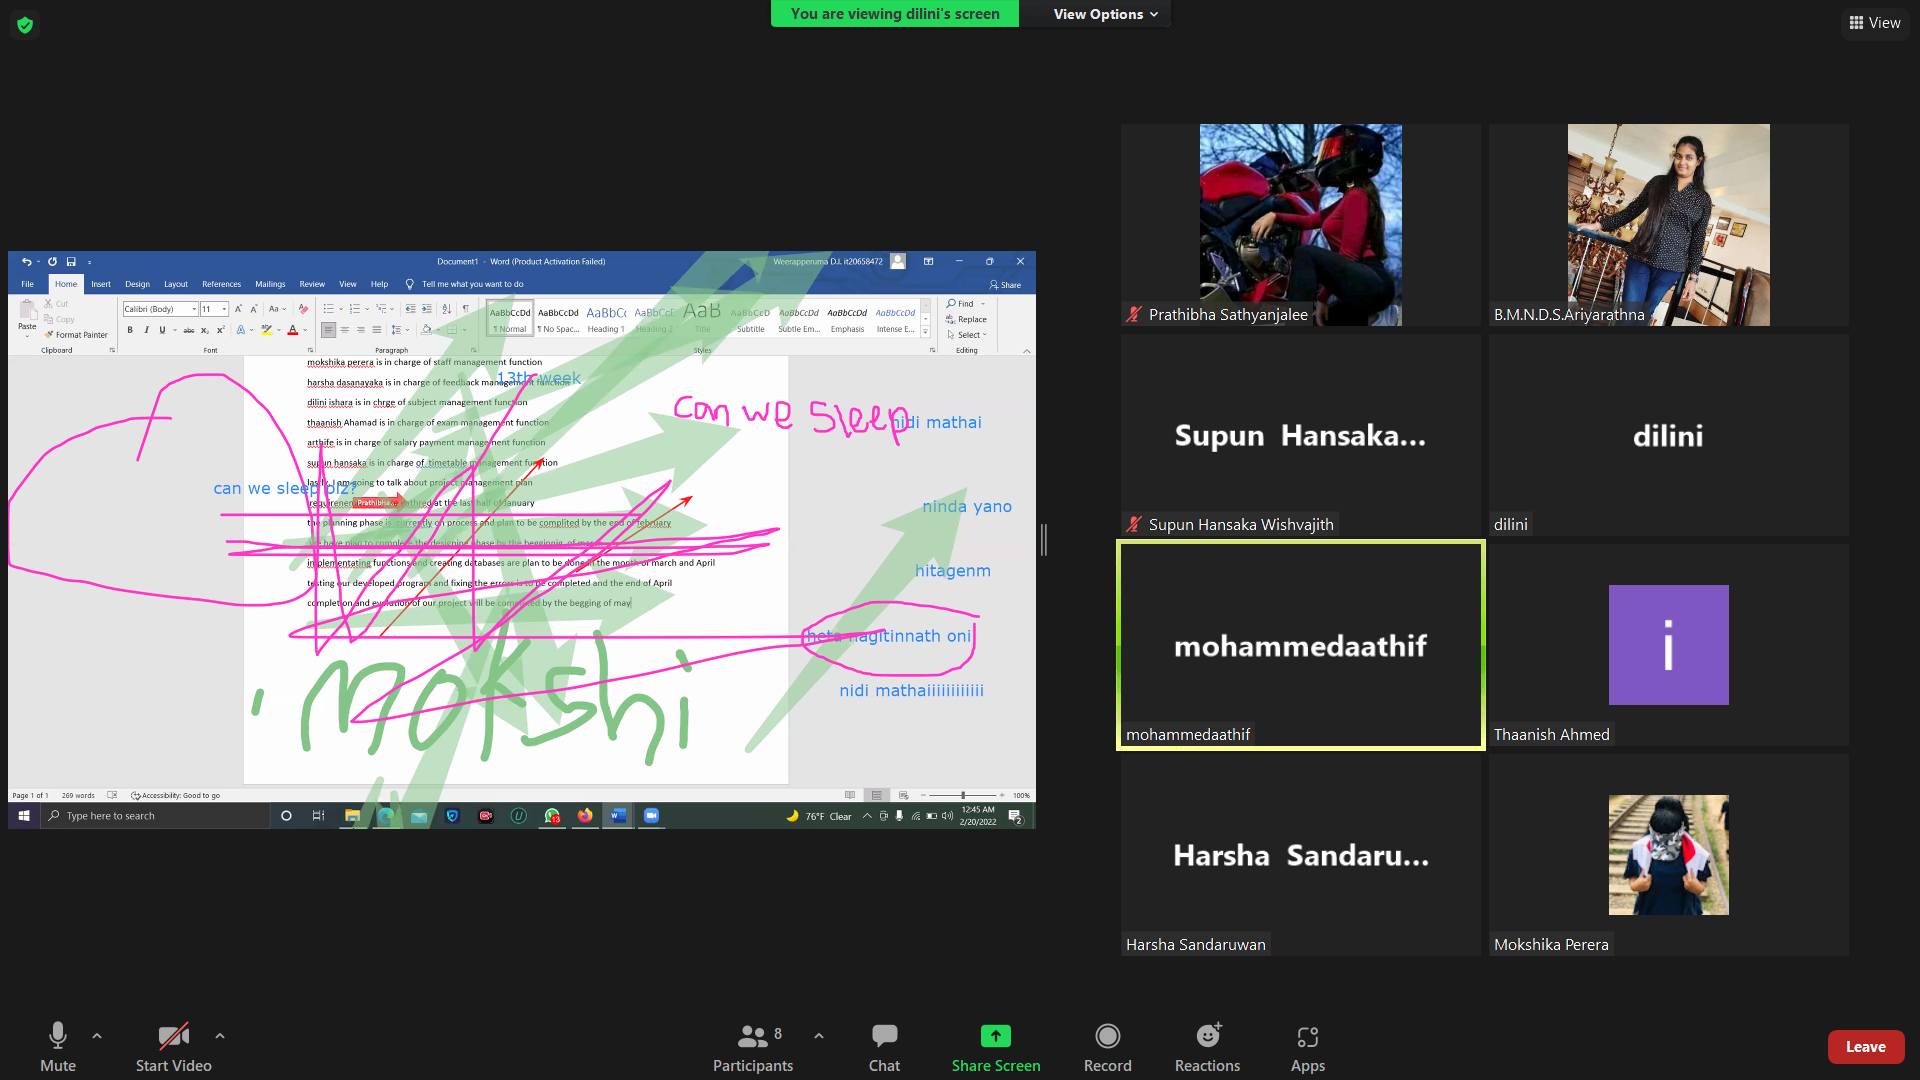 You are viewing dilini's screen
View Options
View
Document1 - Word (Product Activation Failed)
Weerapperuma D.I. it20658472
File Home Insert Design Layout References Mailings Review View Help Tell me what you want to do
Share
Cut
Copy
Format Painter
Paste
Calibri (Body) 11
Clipboard
Font
Paragraph
Styles
Editing
AaBbCcDd AaBbCcDd AaBbCc AaBbCcE AaB AaBbCcD AaBbCcDd AaBbCcDd AaBbCcDd
¶ Normal ¶ No Spac... Heading 1 Heading 2 Title Subtitle Subtle Em... Emphasis Intense E...
Find
Replace
Select
mokshika perera is in charge of staff management function
13th week
harsha dasanayaka is in charge of feedback management function
dilini ishara is in chrge of subject management function
can we sleep
nidi mathai
thaanish Ahamad is in charge of exam management function
arthife is in charge of salary payment management function
supun hansaka is in charge of timetable management function
lastly, I am going to talk about project management plan
can we sleep plz?
Prathibha
at the last half of January
ninda yano
the planning phase is currently on process and plan to be complited by the end of february
we have plan to complete the designing phase by the begginig of
implementating functions and creating databases are plan to be done in the month of march and April
hitagenm
testing our developed program and fixing the errors is to be completed and the end of April
completion and evolution of our project will be completed by the begging of may
heta nagitinnath oni
Mokshi
nidi mathaiiiiiiiiiiii
Page 1 of 1 269 words Accessibility: Good to go 100%
Type here to search
13
76°F Clear
12:45 AM
2/20/2022
2
Prathibha Sathyanjalee
B.M.N.D.S.Ariyarathna
Supun Hansaka...
Supun Hansaka Wishvajith
dilini
dilini
mohammedaathif
mohammedaathif
i
Thaanish Ahmed
Harsha Sandaru...
Harsha Sandaruwan
Mokshika Perera
Mute
Start Video
Participants 8
Chat
Share Screen
Record
Reactions
Apps
Leave